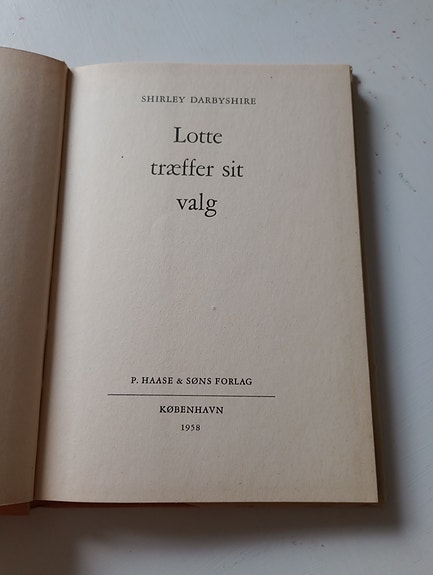 SHIRLEY DARBYSHIRE
Lotte
træffer sit
valg
P. HAASE & SØNS FORLAG
KØBENHAVN
1958